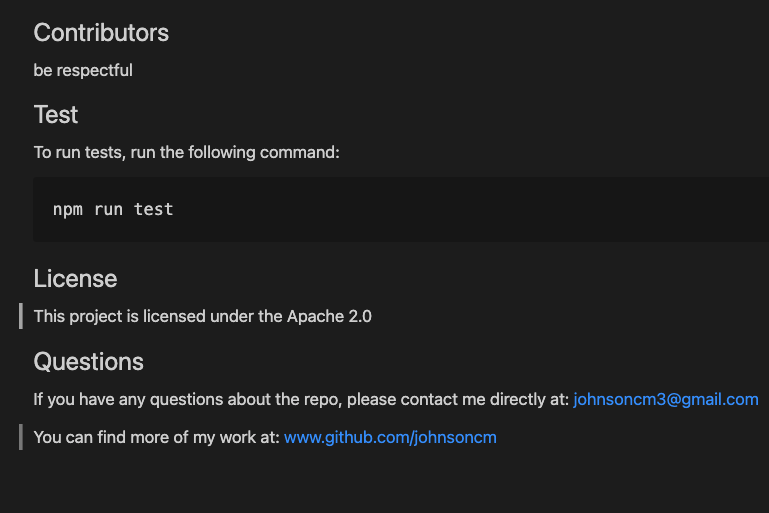 Contributors
be respectful
Test
To run tests, run the following command:
npm run test
License
This project is licensed under the Apache 2.0
Questions
If you have any questions about the repo, please contact me directly at: johnsoncm3@gmail.com
You can find more of my work at: www.github.com/johnsoncm